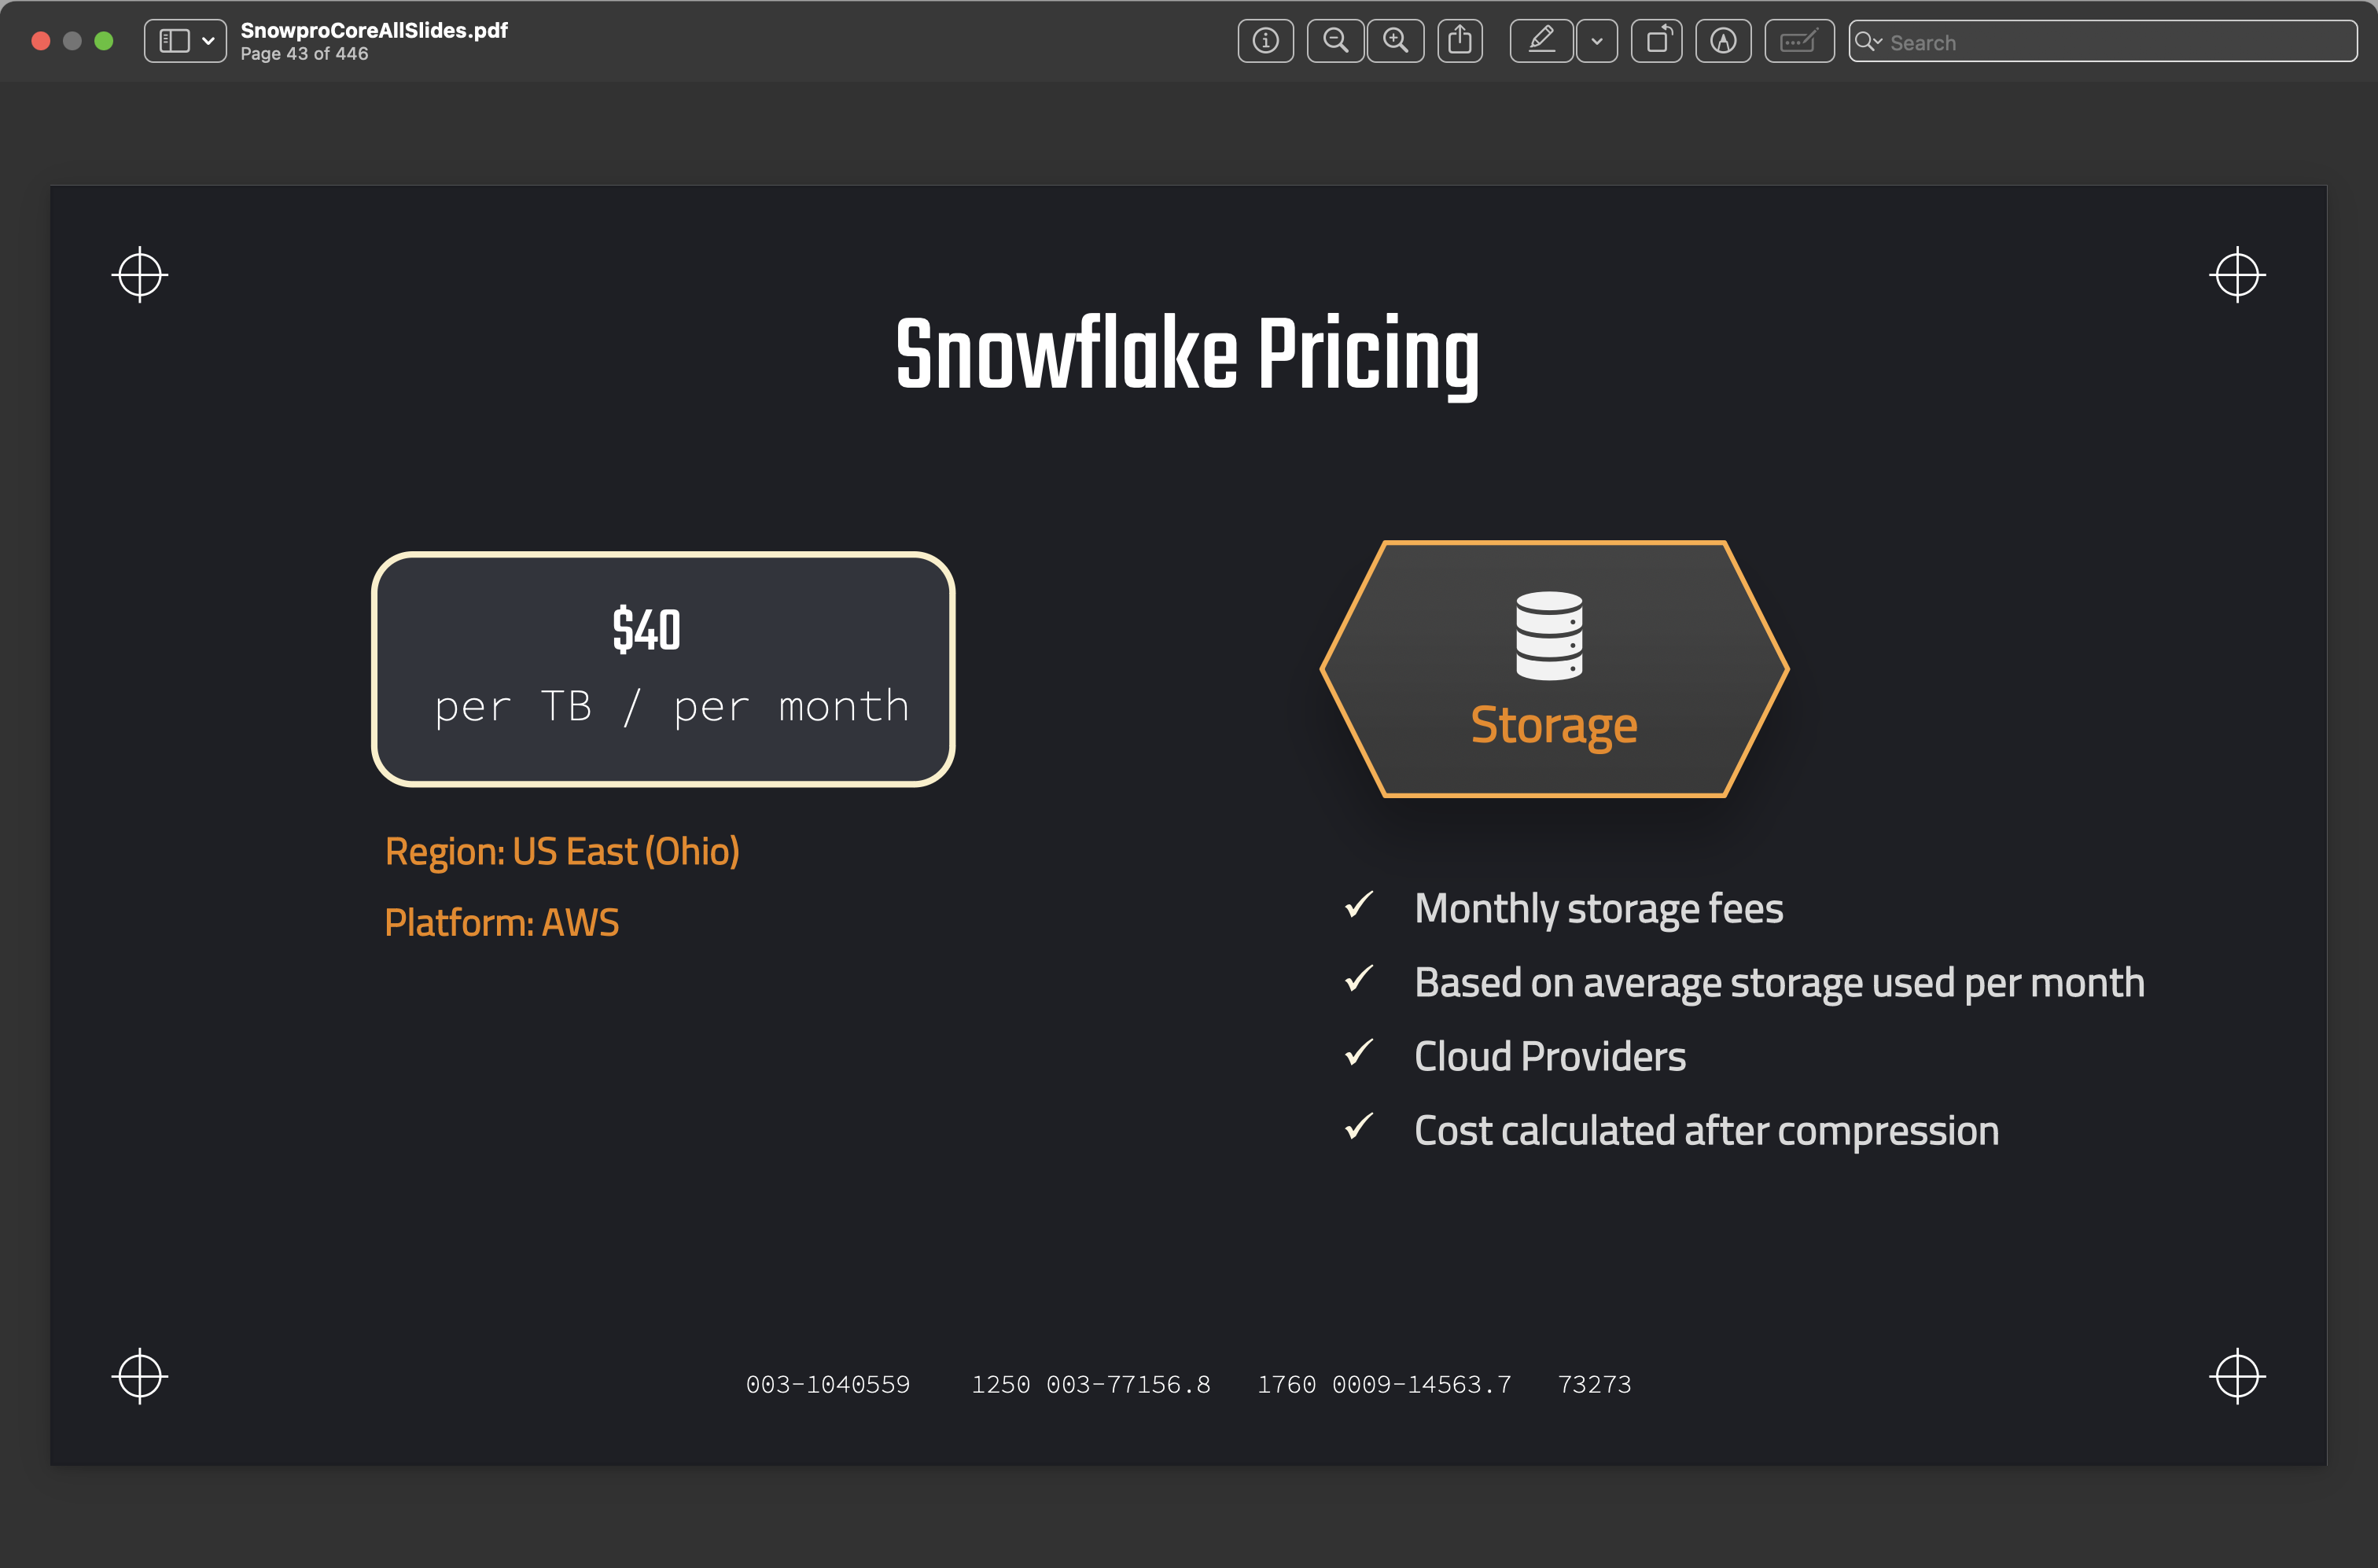 SnowproCoreAllSlides.pdf
Page 43 of 446
Search
Snowflake Pricing
$40
per TB / per month
Region: US East (Ohio)
Platform: AWS
Storage
Monthly storage fees
Based on average storage used per month
Cloud Providers
Cost calculated after compression
003-1040559 1250 003-77156.8 1760 0009-14563.7 73273